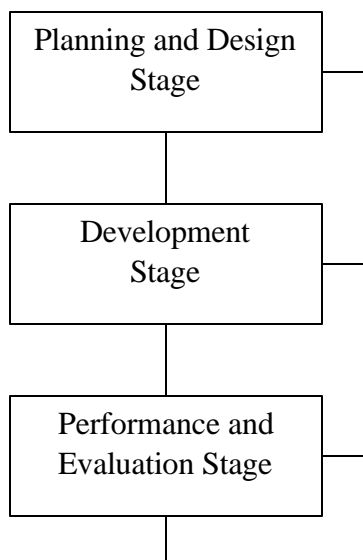 Planning and Design
Stage
Development
Stage
Performance and
Evaluation Stage